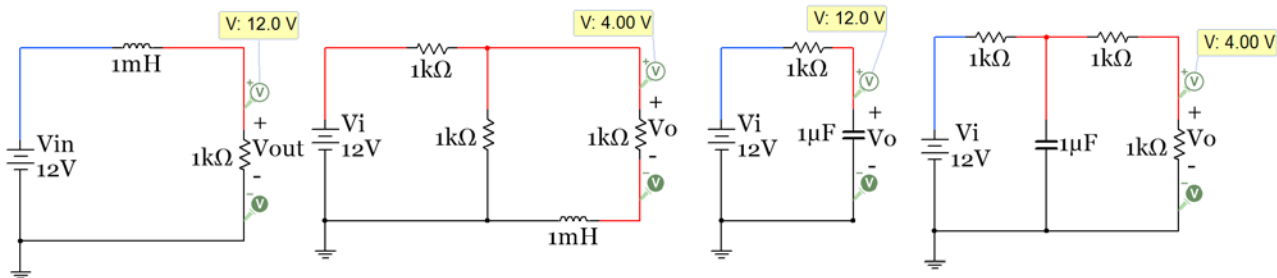 V: 12.0 V
1mH
Vin
12V
1kΩ
+
Vout
-
+
V
-
V
V: 4.00 V
1kΩ
Vi
12V
1kΩ
1kΩ
+
Vo
-
1mH
+
V
-
V
V: 12.0 V
1kΩ
Vi
12V
1μF
+
Vo
-
+
V
-
V
V: 4.00 V
1kΩ
1kΩ
Vi
12V
1μF
1kΩ
+
Vo
-
+
V
-
V